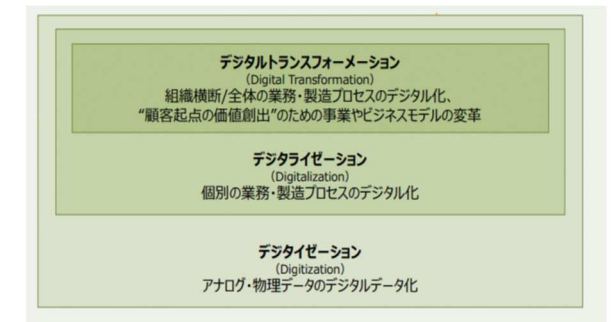 デジタルトランスフォーメーション
(Digital Transformation)
組織横断/全体の業務・製造プロセスのデジタル化、
“顧客起点の価値創出”のための事業やビジネスモデルの変革
デジタライゼーション
(Digitalization)
個別の業務・製造プロセスのデジタル化
デジタイゼーション
(Digitization)
アナログ・物理データのデジタルデータ化